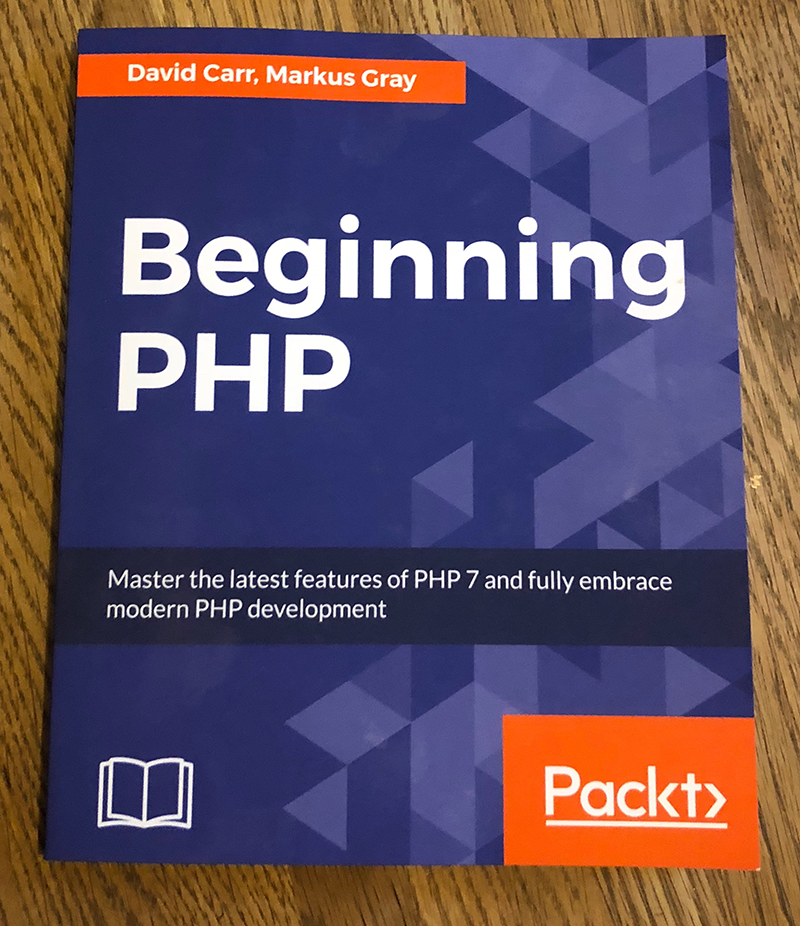 David Carr, Markus Gray
Beginning
PHP
Master the latest features of PHP 7 and fully embrace
modern PHP development
Packt>